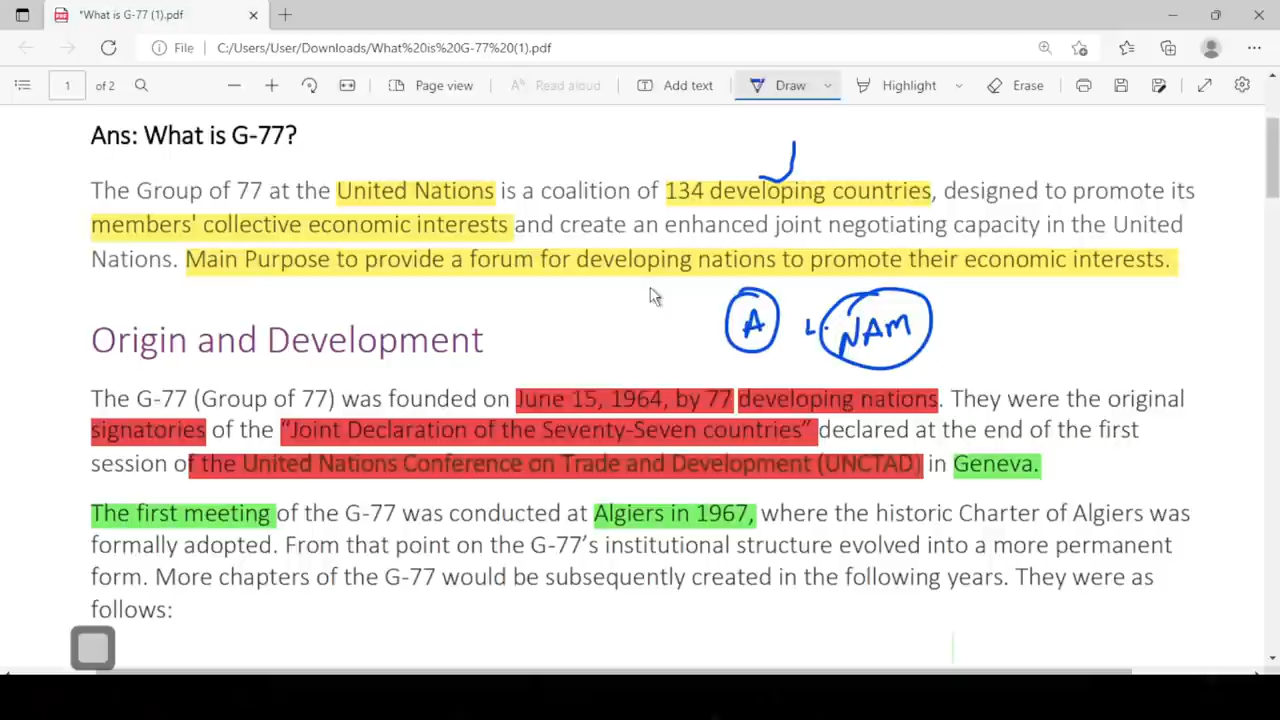 *What is G-77 (1).pdf
File C:/Users/User/Downloads/What%20is%20G-77%20(1).pdf
1 of 2 Page view Read aloud Add text Draw Highlight Erase
Ans: What is G-77?
The Group of 77 at the United Nations is a coalition of 134 developing countries, designed to promote its
members' collective economic interests and create an enhanced joint negotiating capacity in the United
Nations. Main Purpose to provide a forum for developing nations to promote their economic interests.
A NAM
Origin and Development
The G-77 (Group of 77) was founded on June 15, 1964, by 77 developing nations. They were the original
signatories of the “Joint Declaration of the Seventy-Seven countries” declared at the end of the first
session of the United Nations Conference on Trade and Development (UNCTAD) in Geneva.
The first meeting of the G-77 was conducted at Algiers in 1967, where the historic Charter of Algiers was
formally adopted. From that point on the G-77’s institutional structure evolved into a more permanent
form. More chapters of the G-77 would be subsequently created in the following years. They were as
follows: